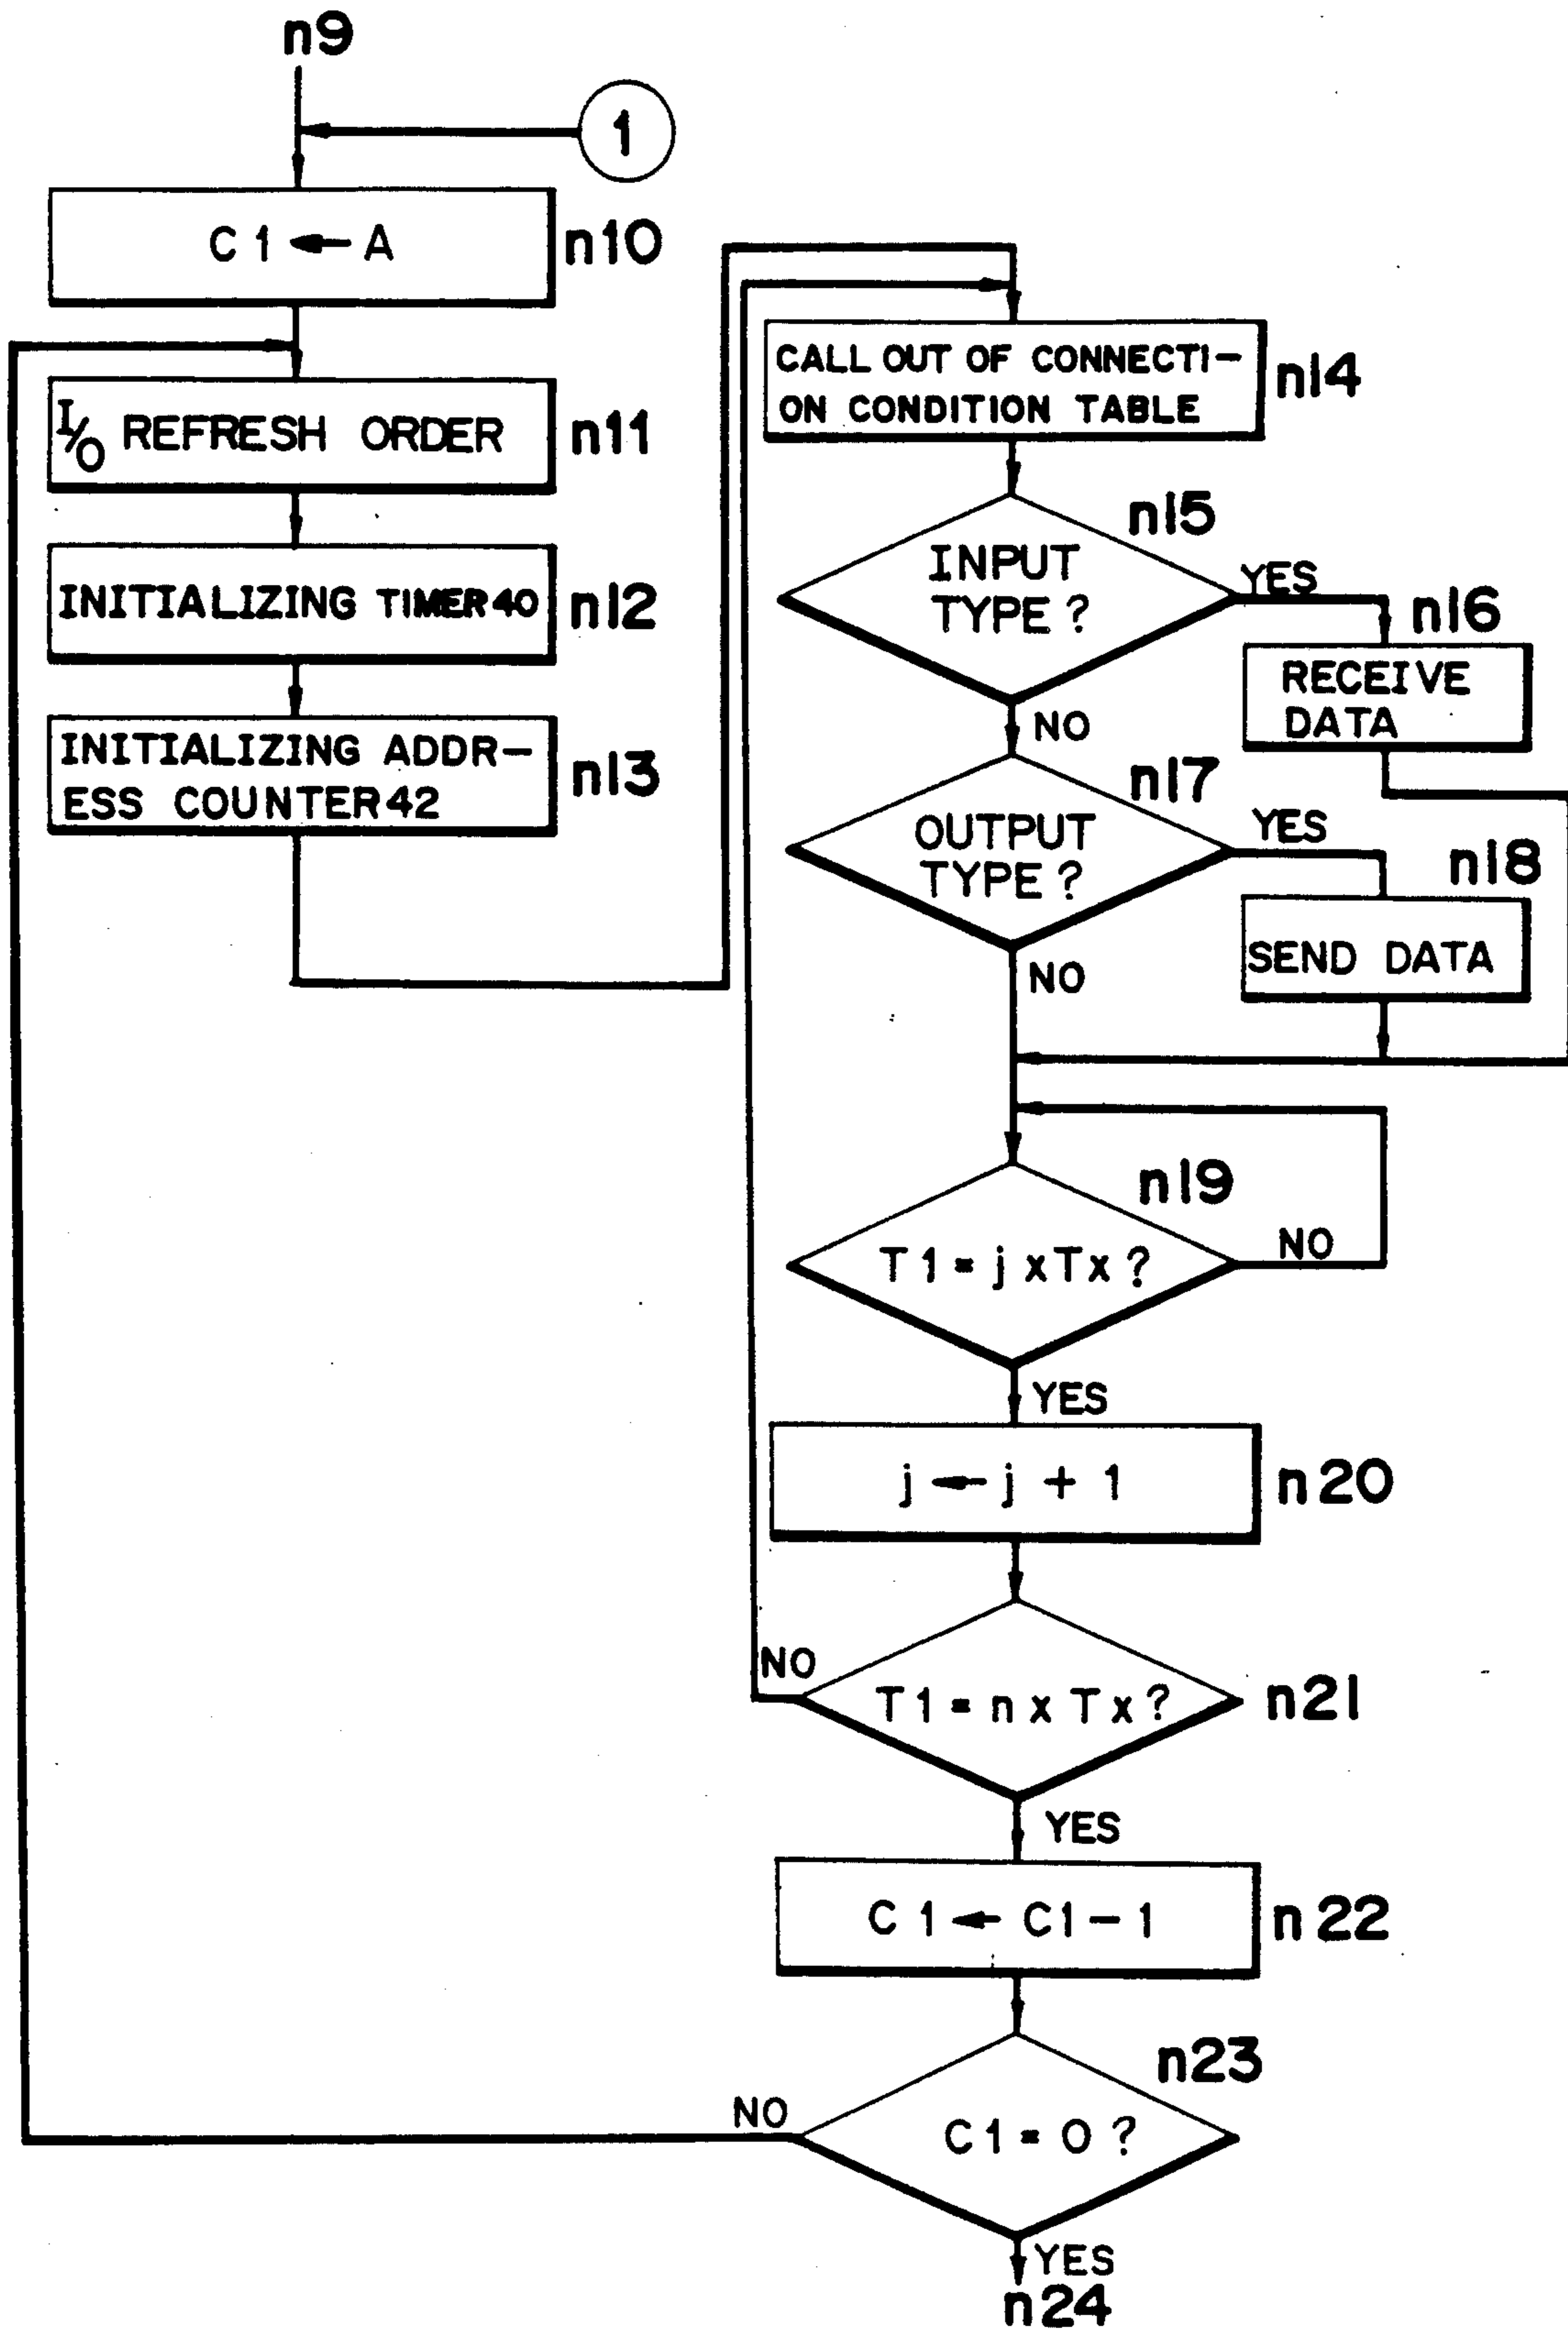 n9
1
C1 ← A
n10
I/O REFRESH ORDER
n11
INITIALIZING TIMER40
n12
INITIALIZING ADDR-
ESS COUNTER42
n13
CALL OUT OF CONNECTI-
ON CONDITION TABLE
n14
n15
INPUT
TYPE?
YES
n16
RECEIVE
DATA
NO
n17
OUTPUT
TYPE?
YES
n18
SEND DATA
NO
n19
T1=jxTx?
NO
YES
j ← j + 1
n20
NO
T1=nxTx?
n21
YES
C1 ← C1-1
n22
n23
NO
C1=0?
YES
n24